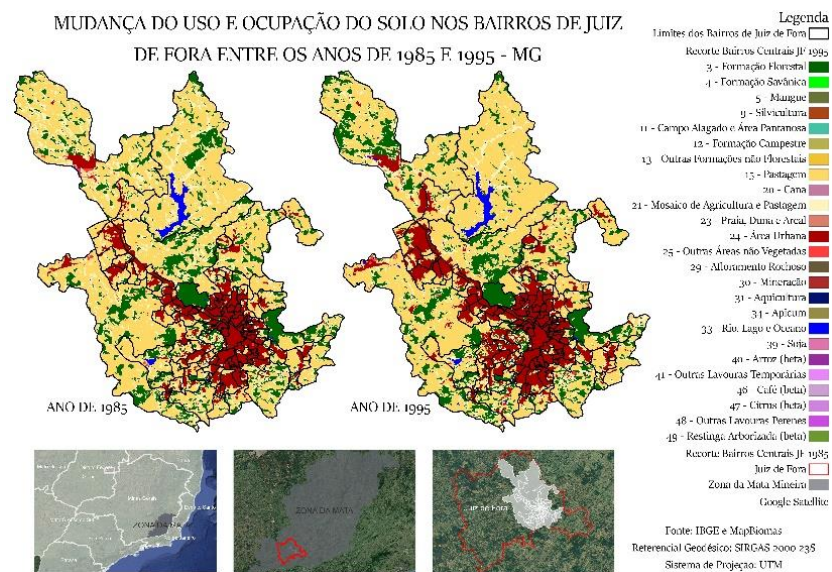 MUDANÇA DO USO E OCUPAÇÃO DO SOLO NOS BAIRROS DE JUIZ
DE FORA ENTRE OS ANOS DE 1985 E 1995 - MG
ANO DE 1985
ANO DE 1995
Legenda
Limites dos Bairros de Juiz de Fora
Recorte Bairros Centrais JF 1995
3 - Formação Florestal
4 - Formação Savânica
5 - Mangue
9 - Silvicultura
11 - Campo Alagado e Área Pantanosa
12 - Formação Campestre
13 - Outras Formações não Florestais
15 - Pastagem
20 - Cana
21 - Mosaico de Agricultura e Pastagem
23 - Praia, Duna e Areal
24 - Área Urbana
25 - Outras Áreas não Vegetadas
29 - Afloramento Rochoso
30 - Mineração
31 - Aquicultura
34 - Apicum
33 - Rio, Lago e Oceano
39 - Soja
40 - Arroz (beta)
41 - Outras Lavouras Temporárias
46 - Café (beta)
47 - Citrus (beta)
48 - Outras Lavouras Perenes
49 - Restinga Arborizada (beta)
Recorte Bairros Centrais JF 1985
Juiz de Fora
Zona da Mata Mineira
Google Satellite
ZONA DA MATA
Juiz de Fora
Fonte: IBGE e MapBiomas
Referencial Geodésico: SIRGAS 2000 23S
Sistema de Projeção: UTM